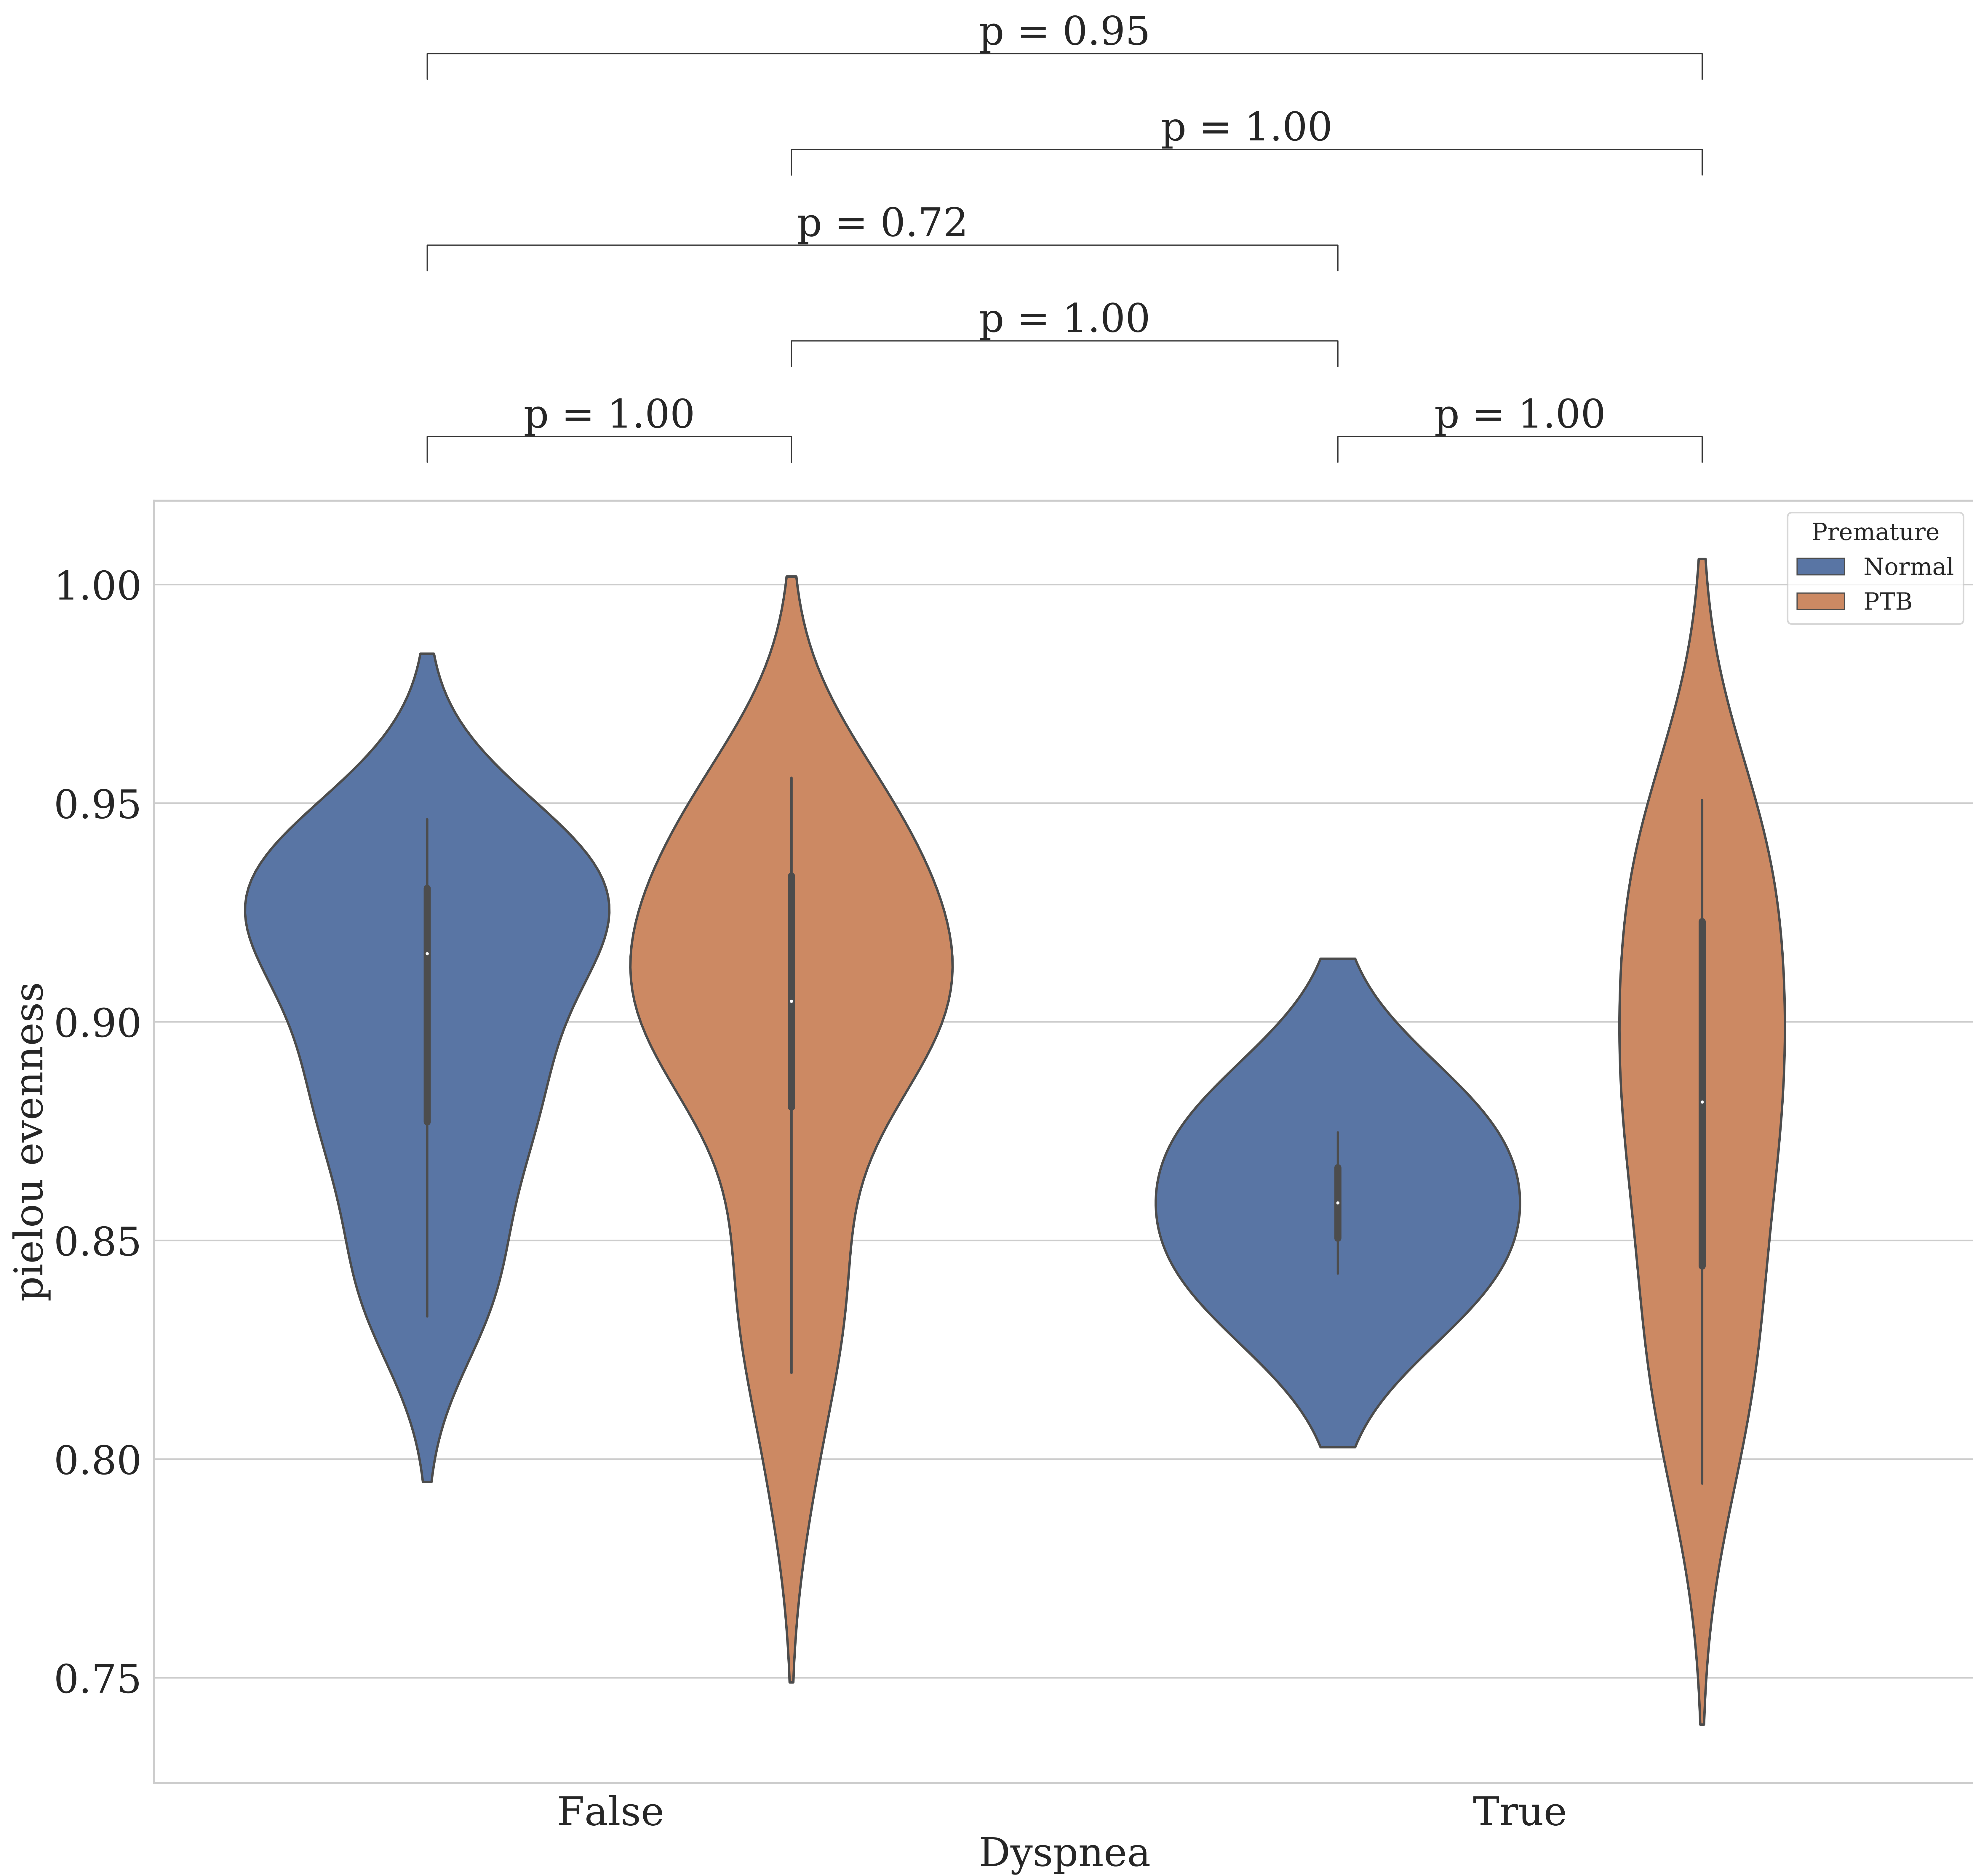 p = 0.95
p = 1.00
p = 0.72
p = 1.00
p = 1.00
p = 1.00
Premature
Normal
PTB
1.00
0.95
0.90
0.85
0.80
0.75
pielou evenness
False
True
Dyspnea